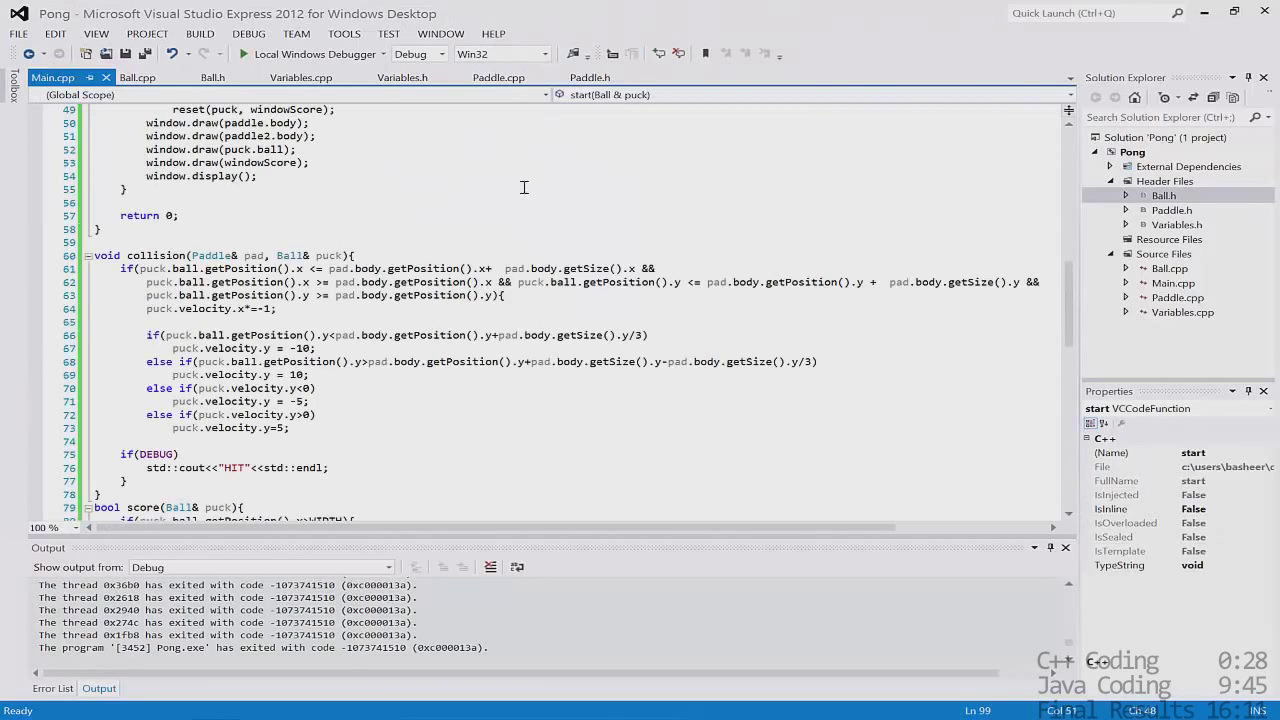 Pong - Microsoft Visual Studio Express 2012 for Windows Desktop
Quick Launch (Ctrl+Q)
FILE EDIT VIEW PROJECT BUILD DEBUG TEAM TOOLS TEST WINDOW HELP
Local Windows Debugger Debug Win32
Toolbox
Main.cpp Ball.cpp Ball.h Variables.cpp Variables.h Paddle.cpp Paddle.h
(Global Scope) start(Ball & puck)
49 reset(puck, windowScore);
50 window.draw(paddle.body);
51 window.draw(paddle2.body);
52 window.draw(puck.ball);
53 window.draw(windowScore);
54 window.display();
55 }
56
57 return 0;
58 }
59
60 void collision(Paddle& pad, Ball& puck){
61 if(puck.ball.getPosition().x <= pad.body.getPosition().x+  pad.body.getSize().x &&
62 puck.ball.getPosition().x >= pad.body.getPosition().x && puck.ball.getPosition().y <= pad.body.getPosition().y +  pad.body.getSize().y &&
63 puck.ball.getPosition().y >= pad.body.getPosition().y){
64 puck.velocity.x*=-1;
65
66 if(puck.ball.getPosition().y<pad.body.getPosition().y+pad.body.getSize().y/3)
67 puck.velocity.y = -10;
68 else if(puck.ball.getPosition().y>pad.body.getPosition().y+pad.body.getSize().y-pad.body.getSize().y/3)
69 puck.velocity.y = 10;
70 else if(puck.velocity.y<0)
71 puck.velocity.y = -5;
72 else if(puck.velocity.y>0)
73 puck.velocity.y=5;
74
75 if(DEBUG)
76 std::cout<<"HIT"<<std::endl;
77 }
78 }
79 bool score(Ball& puck){
if(puck.ball.getPosition().x>WIDTH){
100 %
Output
Show output from: Debug
The thread 0x36b0 has exited with code -1073741510 (0xc000013a).
The thread 0x2618 has exited with code -1073741510 (0xc000013a).
The thread 0x2940 has exited with code -1073741510 (0xc000013a).
The thread 0x274c has exited with code -1073741510 (0xc000013a).
The thread 0x1fb8 has exited with code -1073741510 (0xc000013a).
The program '[3452] Pong.exe' has exited with code -1073741510 (0xc000013a).
Error List Output
Ready Ln 99 Col 51 Ch 48 INS
Solution Explorer
Search Solution Explorer (Ctrl+;)
Solution 'Pong' (1 project)
Pong
External Dependencies
Header Files
Ball.h
Paddle.h
Variables.h
Resource Files
Source Files
Ball.cpp
Main.cpp
Paddle.cpp
Variables.cpp
Properties
start VCCodeFunction
C++
(Name) start
File c:\users\basheer\c
FullName start
IsInjected False
IsInline False
IsOverloaded False
IsSealed False
IsTemplate False
TypeString void
C++
C++ Coding 0:28
Java Coding 9:45
Final Results 16:11